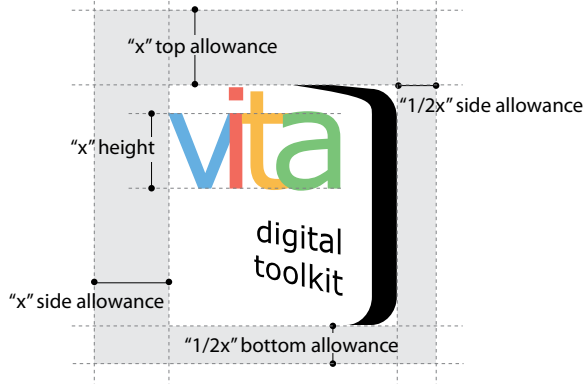 “x” top allowance
“1/2x” side allowance
vita
“x” height
digital
toolkit
“x” side allowance
“1/2x” bottom allowance